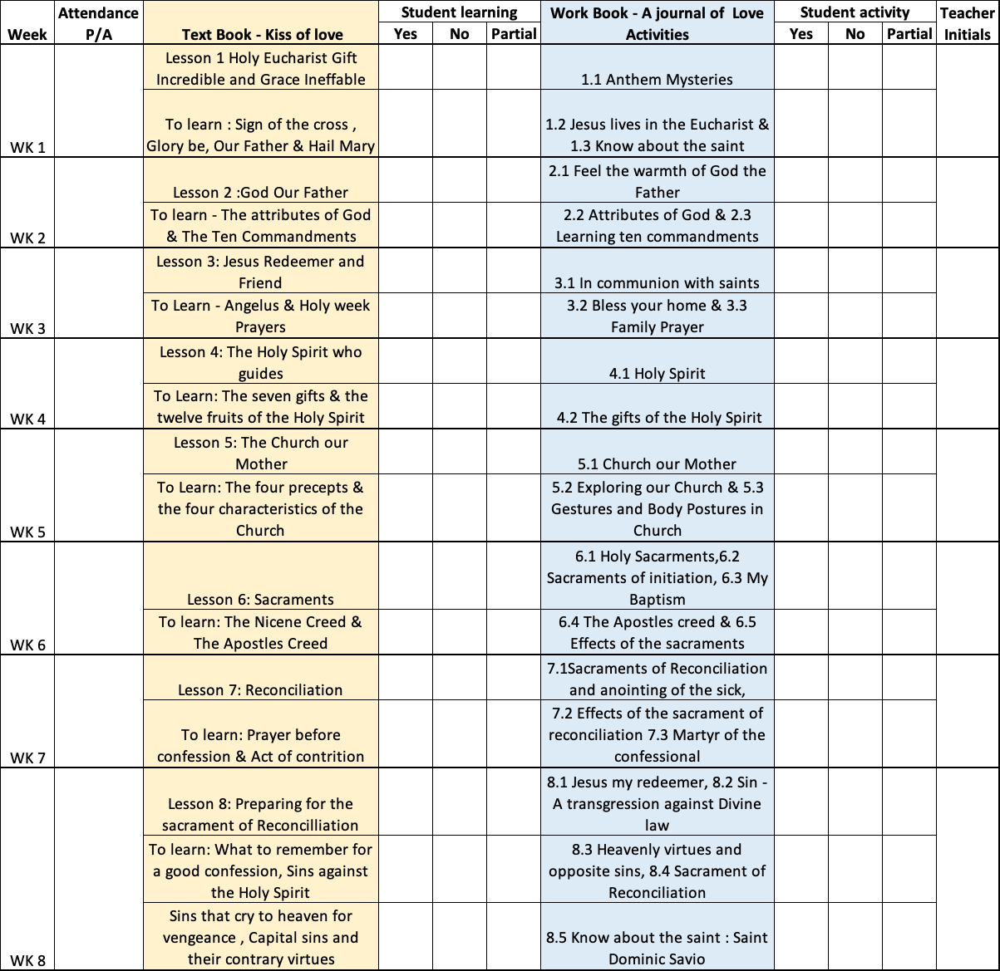 Week
Attendance
P/A
Text Book - Kiss of love
Student learning
Yes No Partial
Work Book - A journal of Love
Activities
Student activity
Yes No Partial
Teacher
Initials
WK 1
Lesson 1 Holy Eucharist Gift
Incredible and Grace Ineffable
1.1 Anthem Mysteries
To learn : Sign of the cross ,
Glory be, Our Father & Hail Mary
1.2 Jesus lives in the Eucharist &
1.3 Know about the saint
WK 2
Lesson 2 :God Our Father
2.1 Feel the warmth of God the
Father
To learn - The attributes of God
& The Ten Commandments
2.2 Attributes of God & 2.3
Learning ten commandments
WK 3
Lesson 3: Jesus Redeemer and
Friend
3.1 In communion with saints
To Learn - Angelus & Holy week
Prayers
3.2 Bless your home & 3.3
Family Prayer
WK 4
Lesson 4: The Holy Spirit who
guides
4.1 Holy Spirit
To Learn: The seven gifts & the
twelve fruits of the Holy Spirit
4.2 The gifts of the Holy Spirit
WK 5
Lesson 5: The Church our
Mother
5.1 Church our Mother
To Learn: The four precepts &
the four characteristics of the
Church
5.2 Exploring our Church & 5.3
Gestures and Body Postures in
Church
WK 6
Lesson 6: Sacraments
6.1 Holy Sacarments,6.2
Sacraments of initiation, 6.3 My
Baptism
To learn: The Nicene Creed &
The Apostles Creed
6.4 The Apostles creed & 6.5
Effects of the sacraments
WK 7
Lesson 7: Reconciliation
7.1Sacraments of Reconciliation
and anointing of the sick,
To learn: Prayer before
confession & Act of contrition
7.2 Effects of the sacrament of
reconciliation 7.3 Martyr of the
confessional
WK 8
Lesson 8: Preparing for the
sacrament of Reconcilliation
8.1 Jesus my redeemer, 8.2 Sin -
A transgression against Divine
law
To learn: What to remember for
a good confession, Sins against
the Holy Spirit
8.3 Heavenly virtues and
opposite sins, 8.4 Sacrament of
Reconciliation
Sins that cry to heaven for
vengeance , Capital sins and
their contrary virtues
8.5 Know about the saint : Saint
Dominic Savio